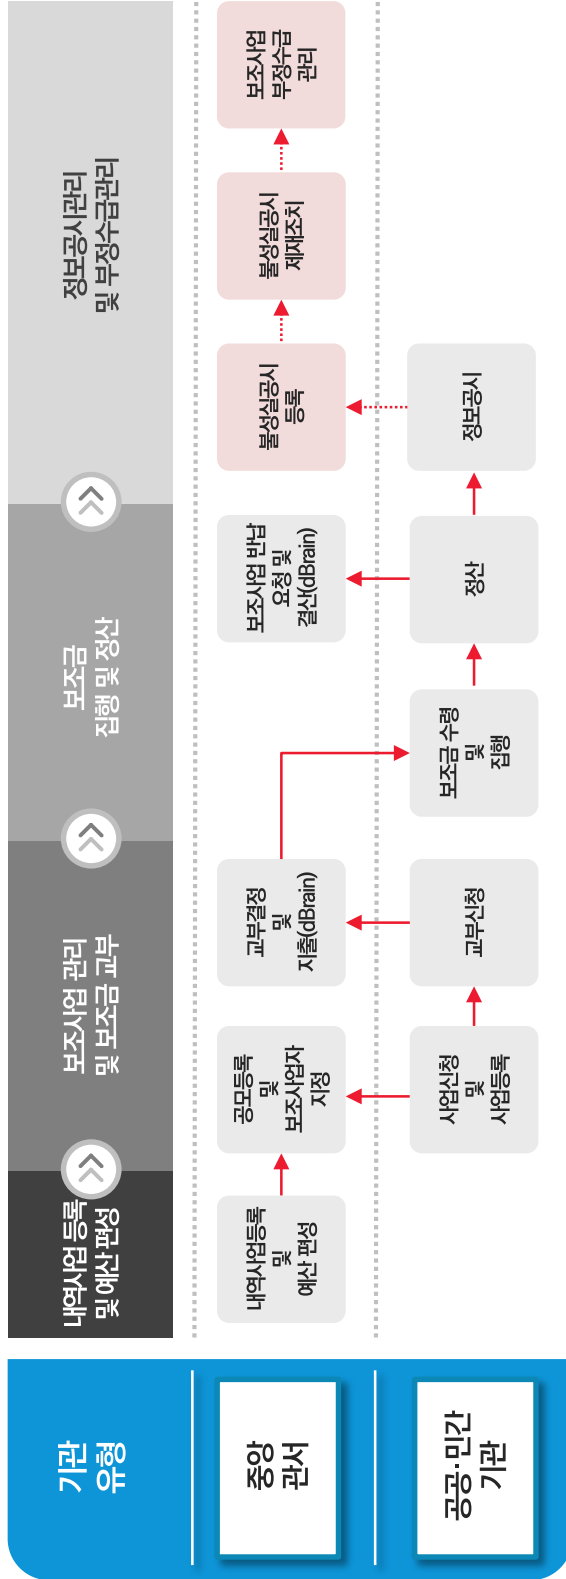 기관
유형
내역사업 등록
및 예산 편성
보조사업 관리
및 보조금 교부
보조금
집행 및 정산
정보공시관리
및 부정수급관리
중앙
관서
내역사업등록
및
예산 편성
공모등록
및
보조사업자
지정
교부결정
및
지출(dBrain)
보조사업 반납
요청 및
결산(dBrain)
불성실공시
등록
불성실공시
제재조치
보조사업
부정수급
관리
공공·민간
기관
사업신청
및
사업등록
교부신청
보조금 수령
및
집행
정산
정보공시